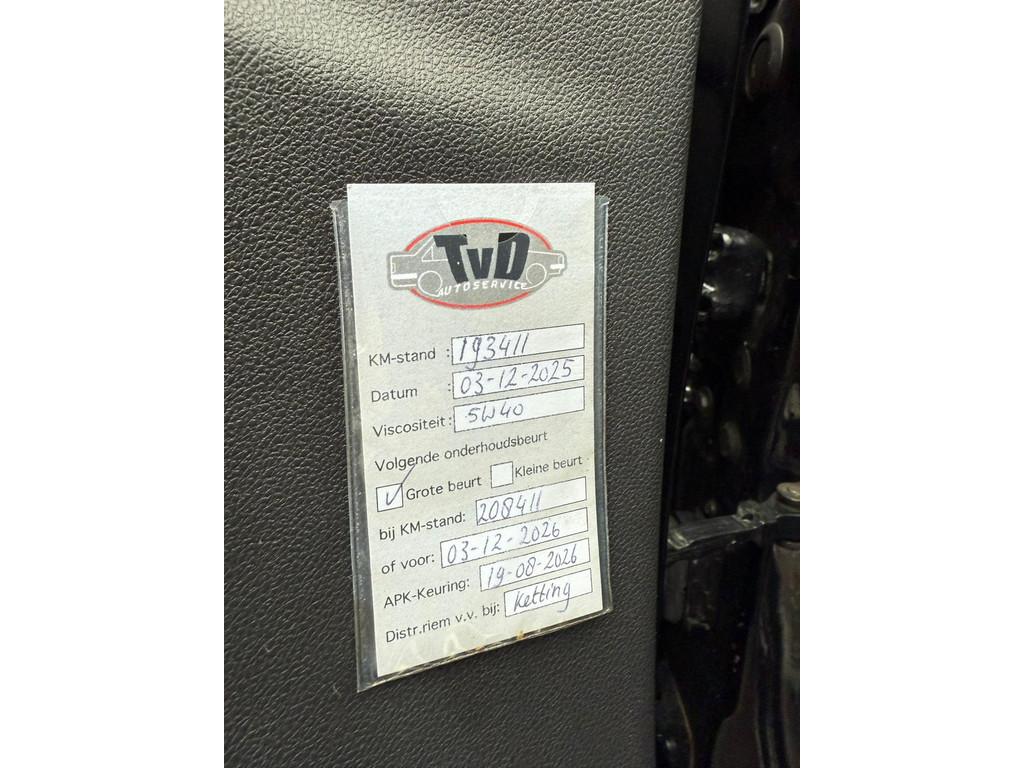 TvD
AUTOSERVICE
KM-stand : 193411
Datum : 03-12-2025
Viscositeit : 5W40
Volgende onderhoudsbeurt
Grote beurt Kleine beurt
bij KM-stand: 208411
of voor: 03-12-2026
APK-Keuring: 19-08-2026
Distr.riem v.v. bij: Ketting